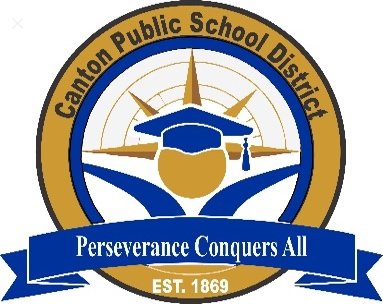 Canton Public School District
Perseverance Conquers All
EST. 1869